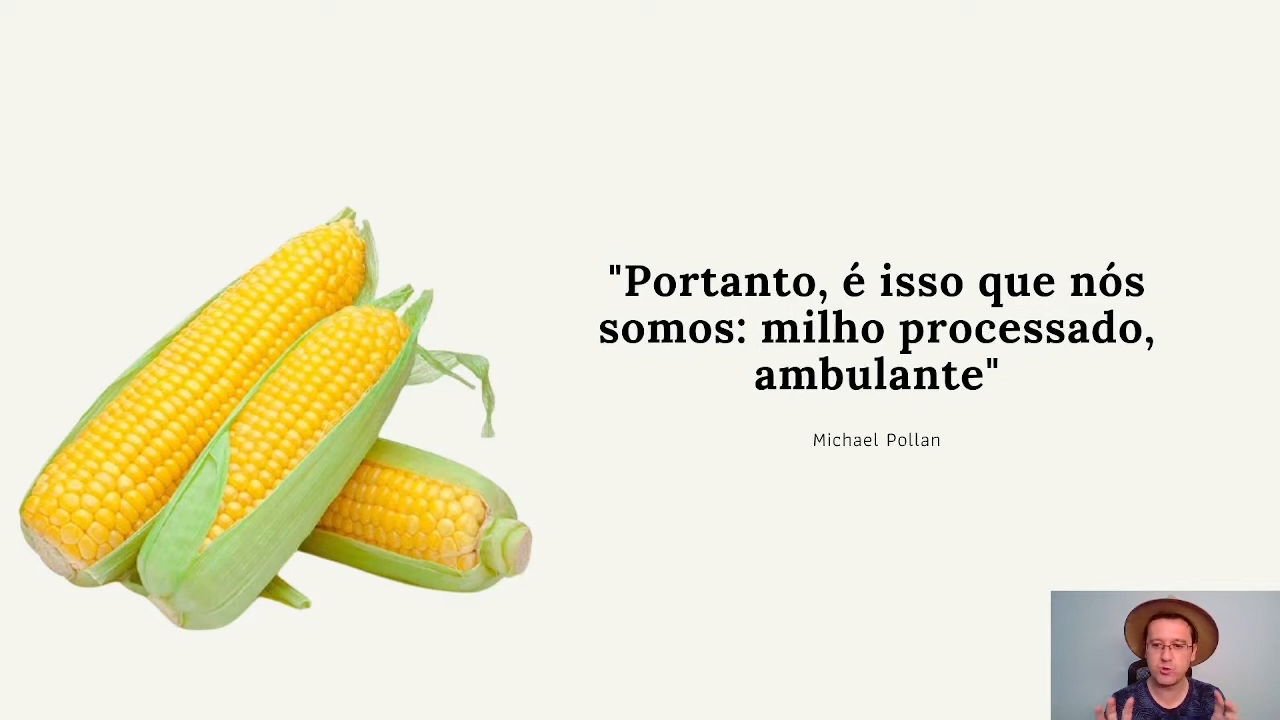 "Portanto, é isso que nós
somos: milho processado,
ambulante"
Michael Pollan